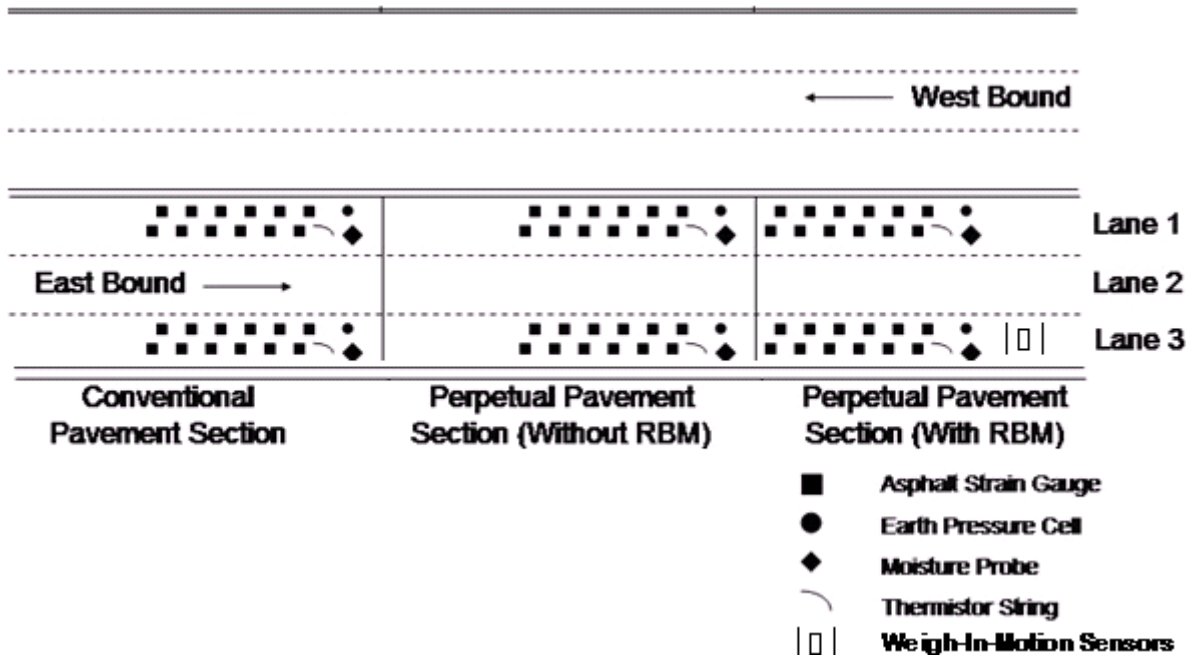 West Bound
Lane 1
East Bound
Lane 2
Lane 3
Conventional
Pavement Section
Perpetual Pavement
Section (Without RBM)
Perpetual Pavement
Section (With RBM)
Asphalt Strain Gauge
Earth Pressure Cell
Moisture Probe
Thermistor String
Weigh-In-Motion Sensors